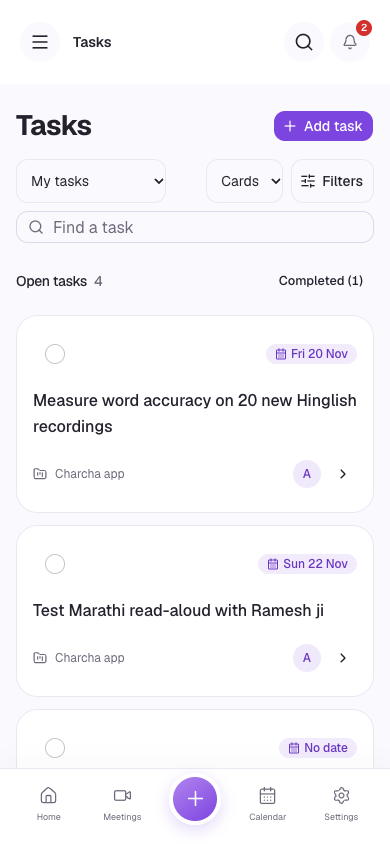 Tasks
2
Tasks
Add task
My tasks
Cards
Filters
Find a task
Open tasks 4
Completed (1)
Fri 20 Nov
Measure word accuracy on 20 new Hinglish
recordings
Charcha app
A
Sun 22 Nov
Test Marathi read-aloud with Ramesh ji
Charcha app
A
No date
Home
Meetings
Calendar
Settings